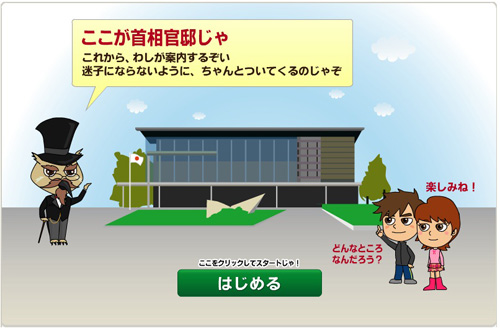 ここが首相官邸じゃ
これから、わしが案内するぞい
迷子にならないように、ちゃんとついてくるのじゃぞ
楽しみね！
どんなところ
なんだろう？
ここをクリックしてスタートじゃ！
はじめる